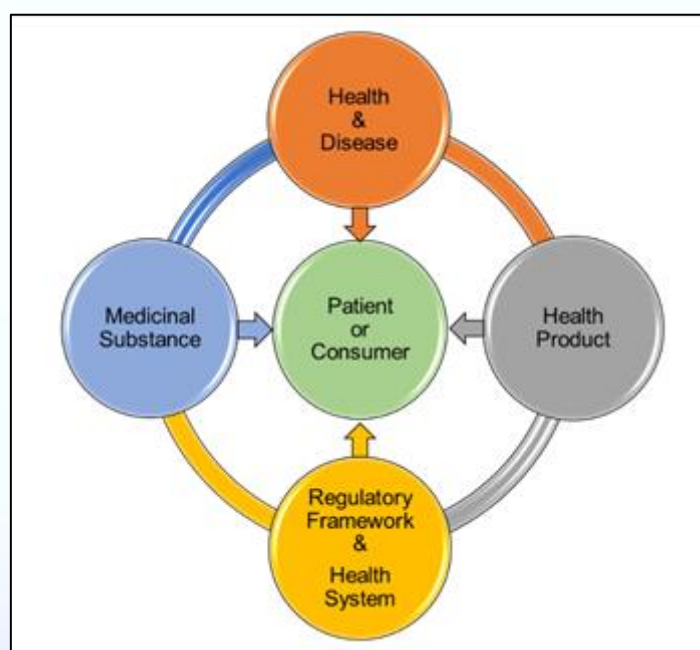 Health
&
Disease
Medicinal
Substance
Patient
or
Consumer
Health
Product
Regulatory
Framework
&
Health
System